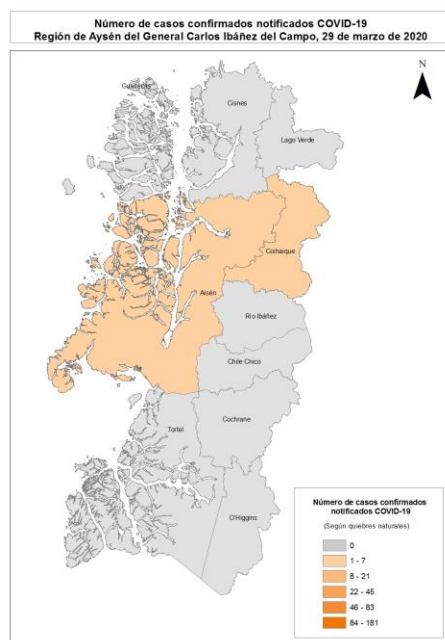 Número de casos confirmados notificados COVID-19
Región de Aysén del General Carlos Ibáñez del Campo, 29 de marzo de 2020
N
Guaitecas
Cisnes
Lago Verde
Coihaique
Aisén
Río Ibáñez
Chile Chico
Cochrane
Tortel
O'Higgins
Número de casos confirmados
notificados COVID-19
(Según quiebres naturales)
0
1 - 7
8 - 21
22 - 45
46 - 83
84 - 181